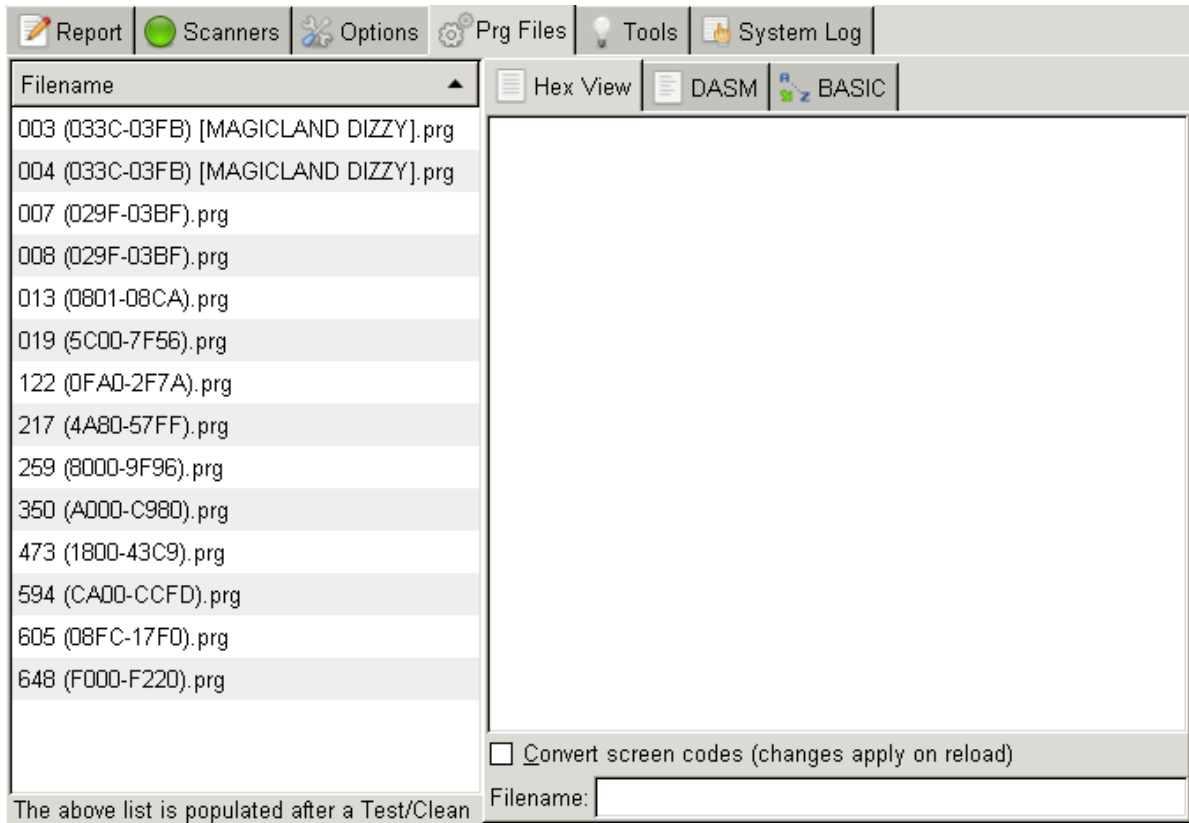 Report Scanners Options Prg Files Tools System Log
Filename
003 (033C-03FB) [MAGICLAND DIZZY].prg
004 (033C-03FB) [MAGICLAND DIZZY].prg
007 (029F-03BF).prg
008 (029F-03BF).prg
013 (0801-08CA).prg
019 (5C00-7F56).prg
122 (0FA0-2F7A).prg
217 (4A80-57FF).prg
259 (8000-9F96).prg
350 (A000-C980).prg
473 (1800-43C9).prg
594 (CA00-CCFD).prg
605 (08FC-17F0).prg
648 (F000-F220).prg
The above list is populated after a Test/Clean
Hex View DASM BASIC
Convert screen codes (changes apply on reload)
Filename: